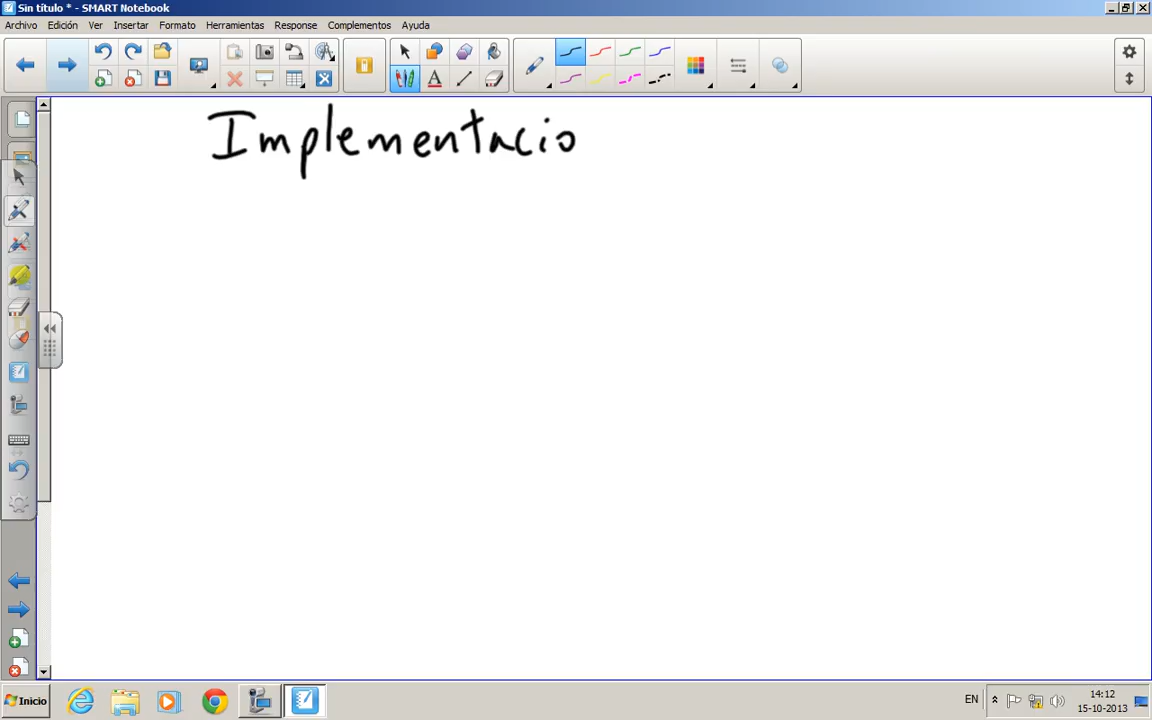 Sin título * - SMART Notebook
Archivo Edición Ver Insertar Formato Herramientas Response Complementos Ayuda
Implementacio
Inicio
EN
14:12
15-10-2013